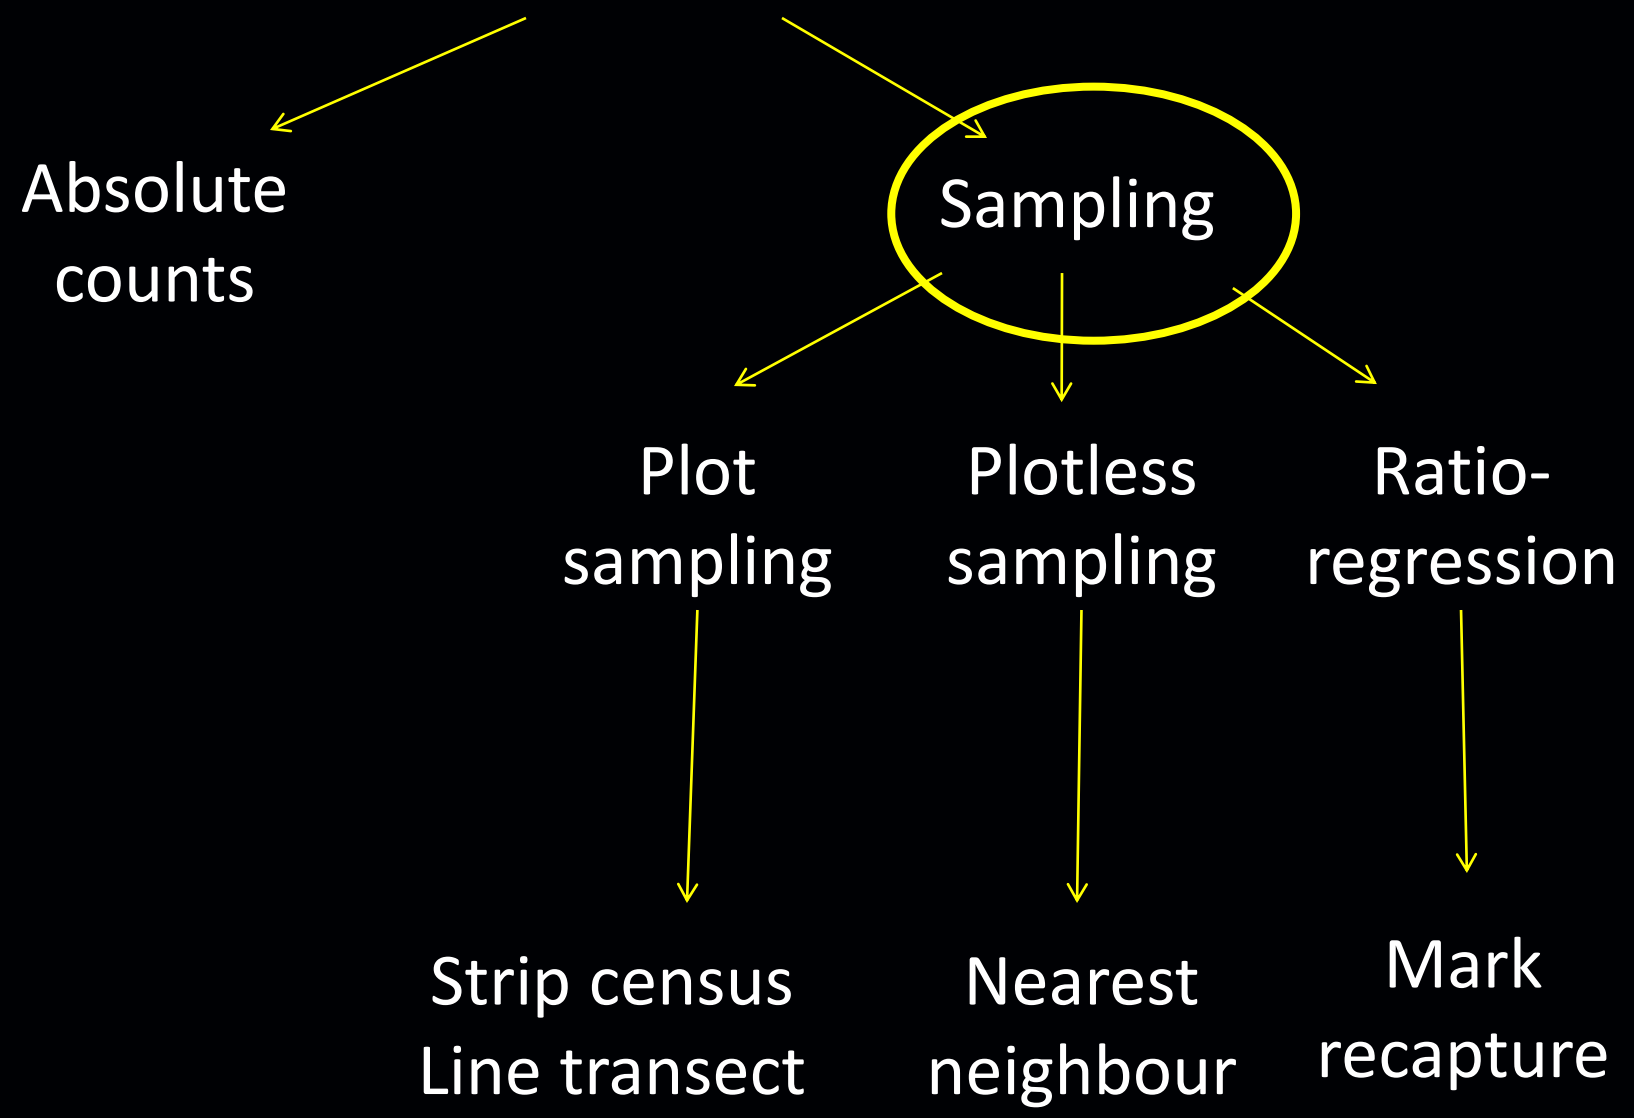 Absolute
counts
Sampling
Plot
sampling
Plotless
sampling
Ratio-
regression
Strip census
Line transect
Nearest
neighbour
Mark
recapture